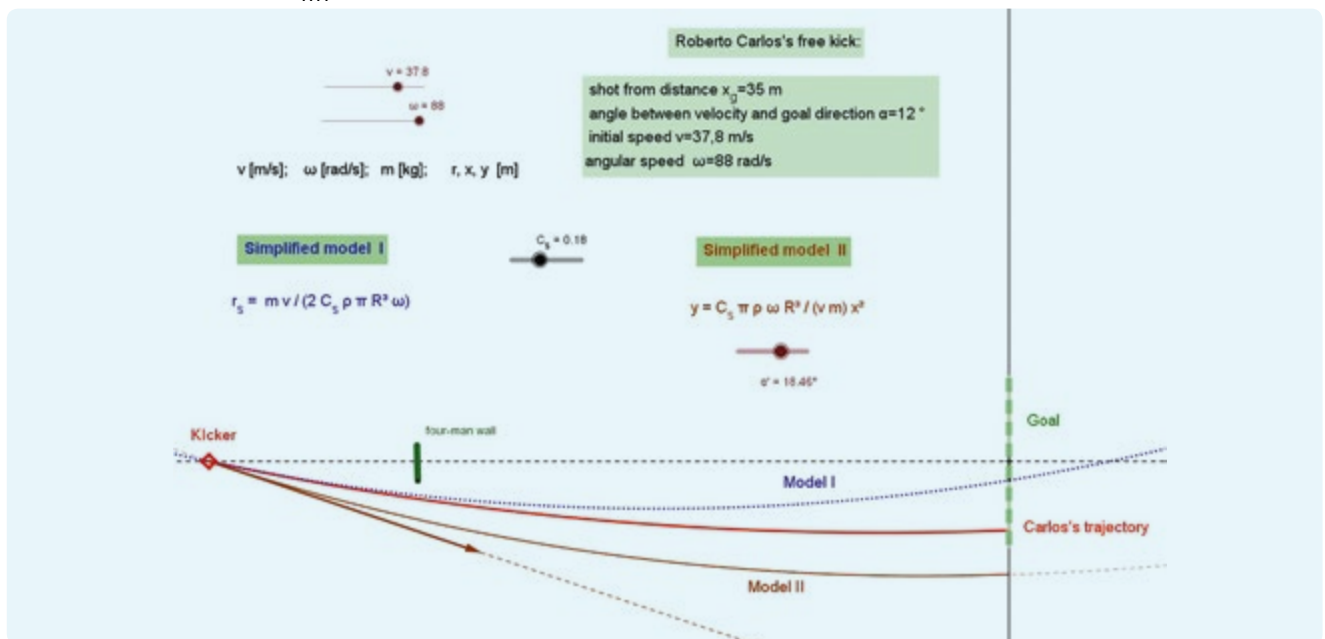 Roberto Carlos's free kick:
v = 37.8
ω = 88
shot from distance x_g=35 m
angle between velocity and goal direction α=12 °
initial speed v=37,8 m/s
angular speed ω=88 rad/s
v [m/s]; ω [rad/s]; m [kg]; r, x, y [m]
Simplified model I
C_s = 0.18
Simplified model II
r_s = m v / (2 C_s ρ π R³ ω)
y = C_s π ρ ω R³ / (v m) x²
= 18.46°
Goal
four-man wall
KIcker
Model I
Carlos's trajectory
Model II